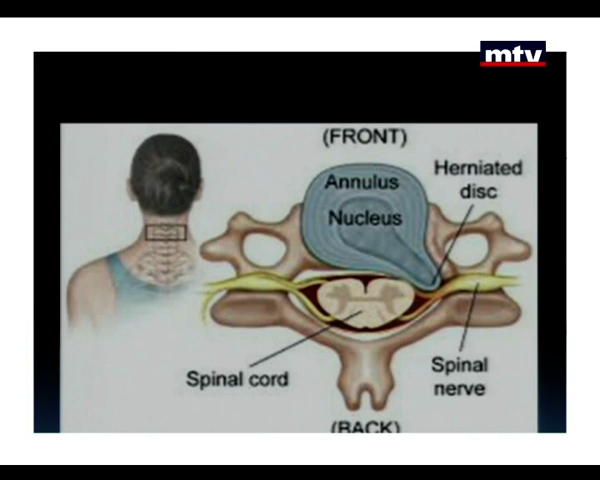 mtv
(FRONT)
Herniated
disc
Annulus
Nucleus
Spinal cord
Spinal
nerve
(BACK)